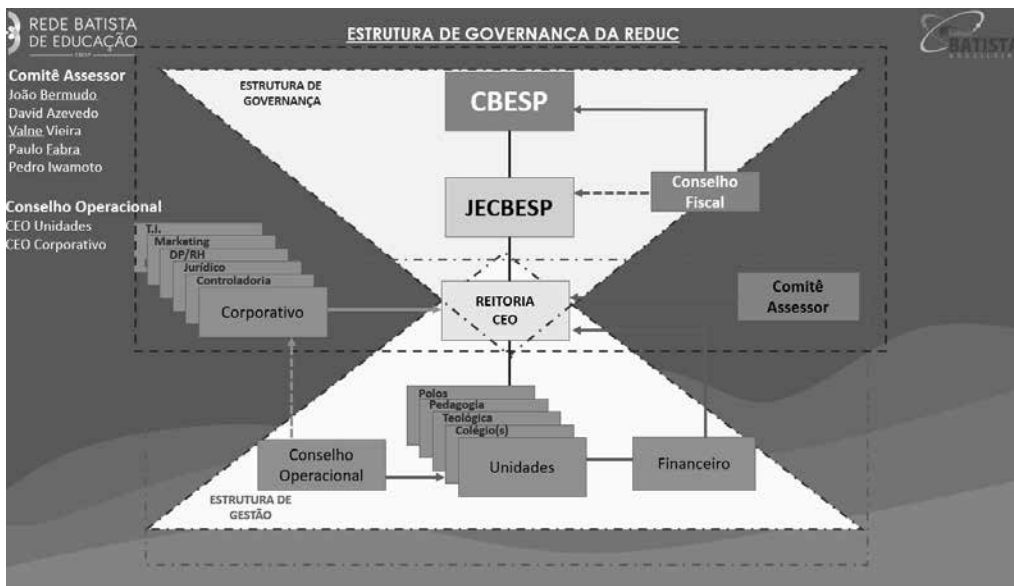 REDE BATISTA
DE EDUCAÇÃO
CBESP
ESTRUTURA DE GOVERNANÇA DA REDUC
BATISTA
Comitê Assessor
João Bermudo
David Azevedo
Valne Vieira
Paulo Fabra
Pedro Iwamoto
Conselho Operacional
CEO Unidades
CEO Corporativo
ESTRUTURA DE
GOVERNANÇA
CBESP
JECBESP
Conselho
Fiscal
T.I.
Marketing
DP/RH
Jurídico
Controladoria
Corporativo
REITORIA
CEO
Comitê
Assessor
Polos
Pedagogia
Teológica
Colégio(s)
Unidades
Conselho
Operacional
Financeiro
ESTRUTURA DE
GESTÃO